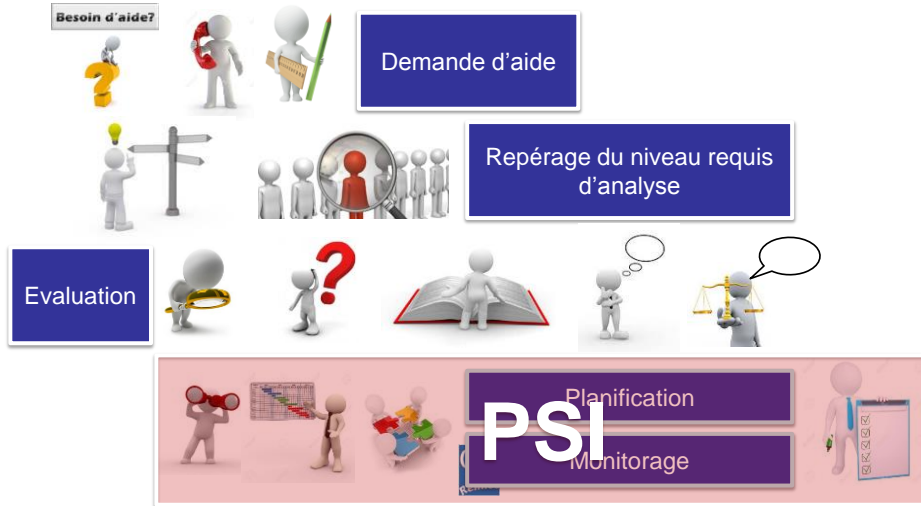 Besoin d'aide?
Demande d'aide
Repérage du niveau requis
d'analyse
Evaluation
Planification
PSI
Monitorage